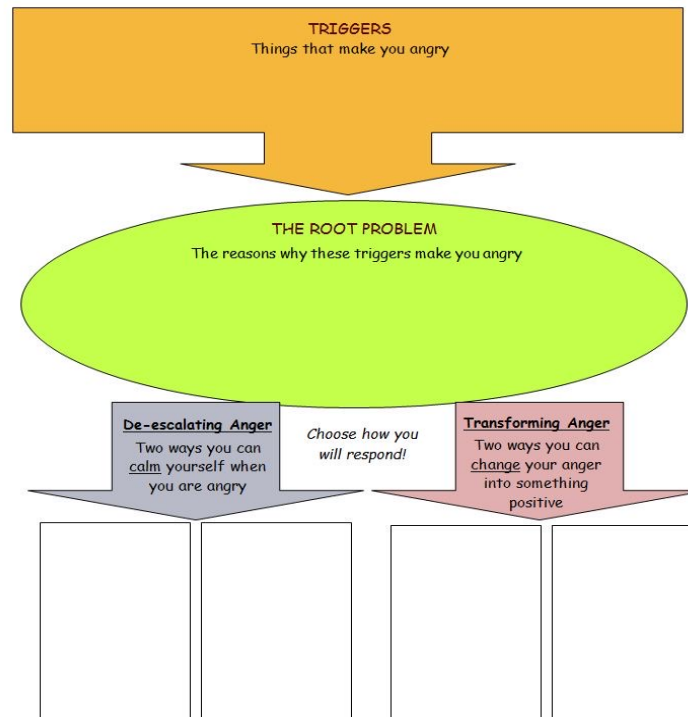 TRIGGERS
Things that make you angry
THE ROOT PROBLEM
The reasons why these triggers make you angry
De-escalating Anger
Two ways you can
calm yourself when
you are angry
Choose how you
will respond!
Transforming Anger
Two ways you can
change your anger
into something
positive